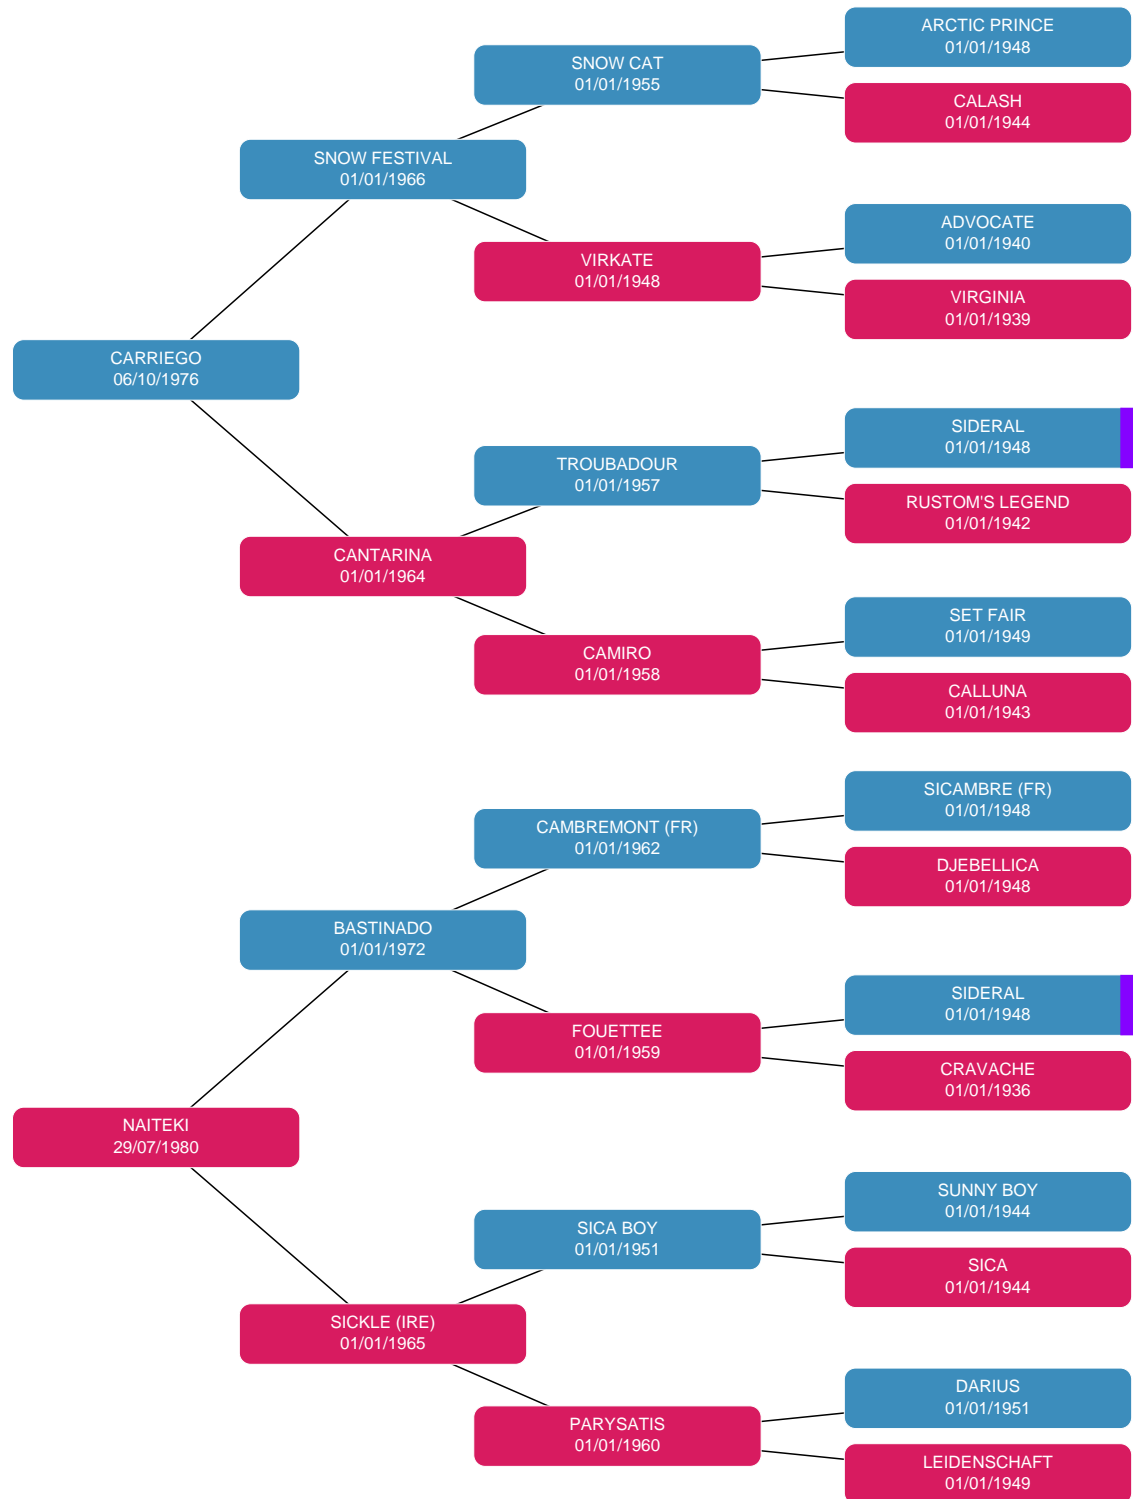 ARCTIC PRINCE
01/01/1948
SNOW CAT
01/01/1955
CALASH
01/01/1944
SNOW FESTIVAL
01/01/1966
ADVOCATE
01/01/1940
VIRKATE
01/01/1948
VIRGINIA
01/01/1939
CARRIEGO
06/10/1976
SIDERAL
01/01/1948
TROUBADOUR
01/01/1957
RUSTOM'S LEGEND
01/01/1942
CANTARINA
01/01/1964
SET FAIR
01/01/1949
CAMIRO
01/01/1958
CALLUNA
01/01/1943
SICAMBRE (FR)
01/01/1948
CAMBREMONT (FR)
01/01/1962
DJEBELLICA
01/01/1948
BASTINADO
01/01/1972
SIDERAL
01/01/1948
FOUETTEE
01/01/1959
CRAVACHE
01/01/1936
NAITEKI
29/07/1980
SUNNY BOY
01/01/1944
SICA BOY
01/01/1951
SICA
01/01/1944
SICKLE (IRE)
01/01/1965
DARIUS
01/01/1951
PARYSATIS
01/01/1960
LEIDENSCHAFT
01/01/1949